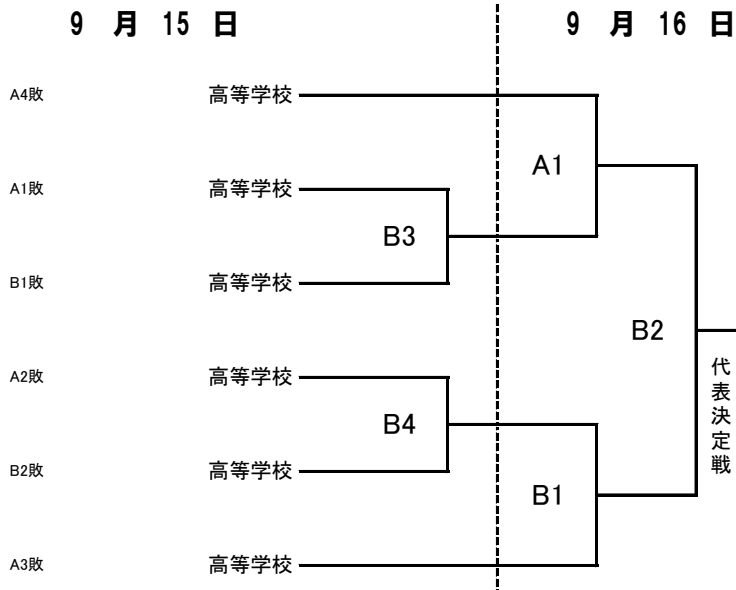 9 月 15 日
9 月 16 日
A4敗 高等学校
A1
A1敗 高等学校
B3
B1敗 高等学校
B2
代表決定戦
A2敗 高等学校
B4
B2敗 高等学校
B1
A3敗 高等学校